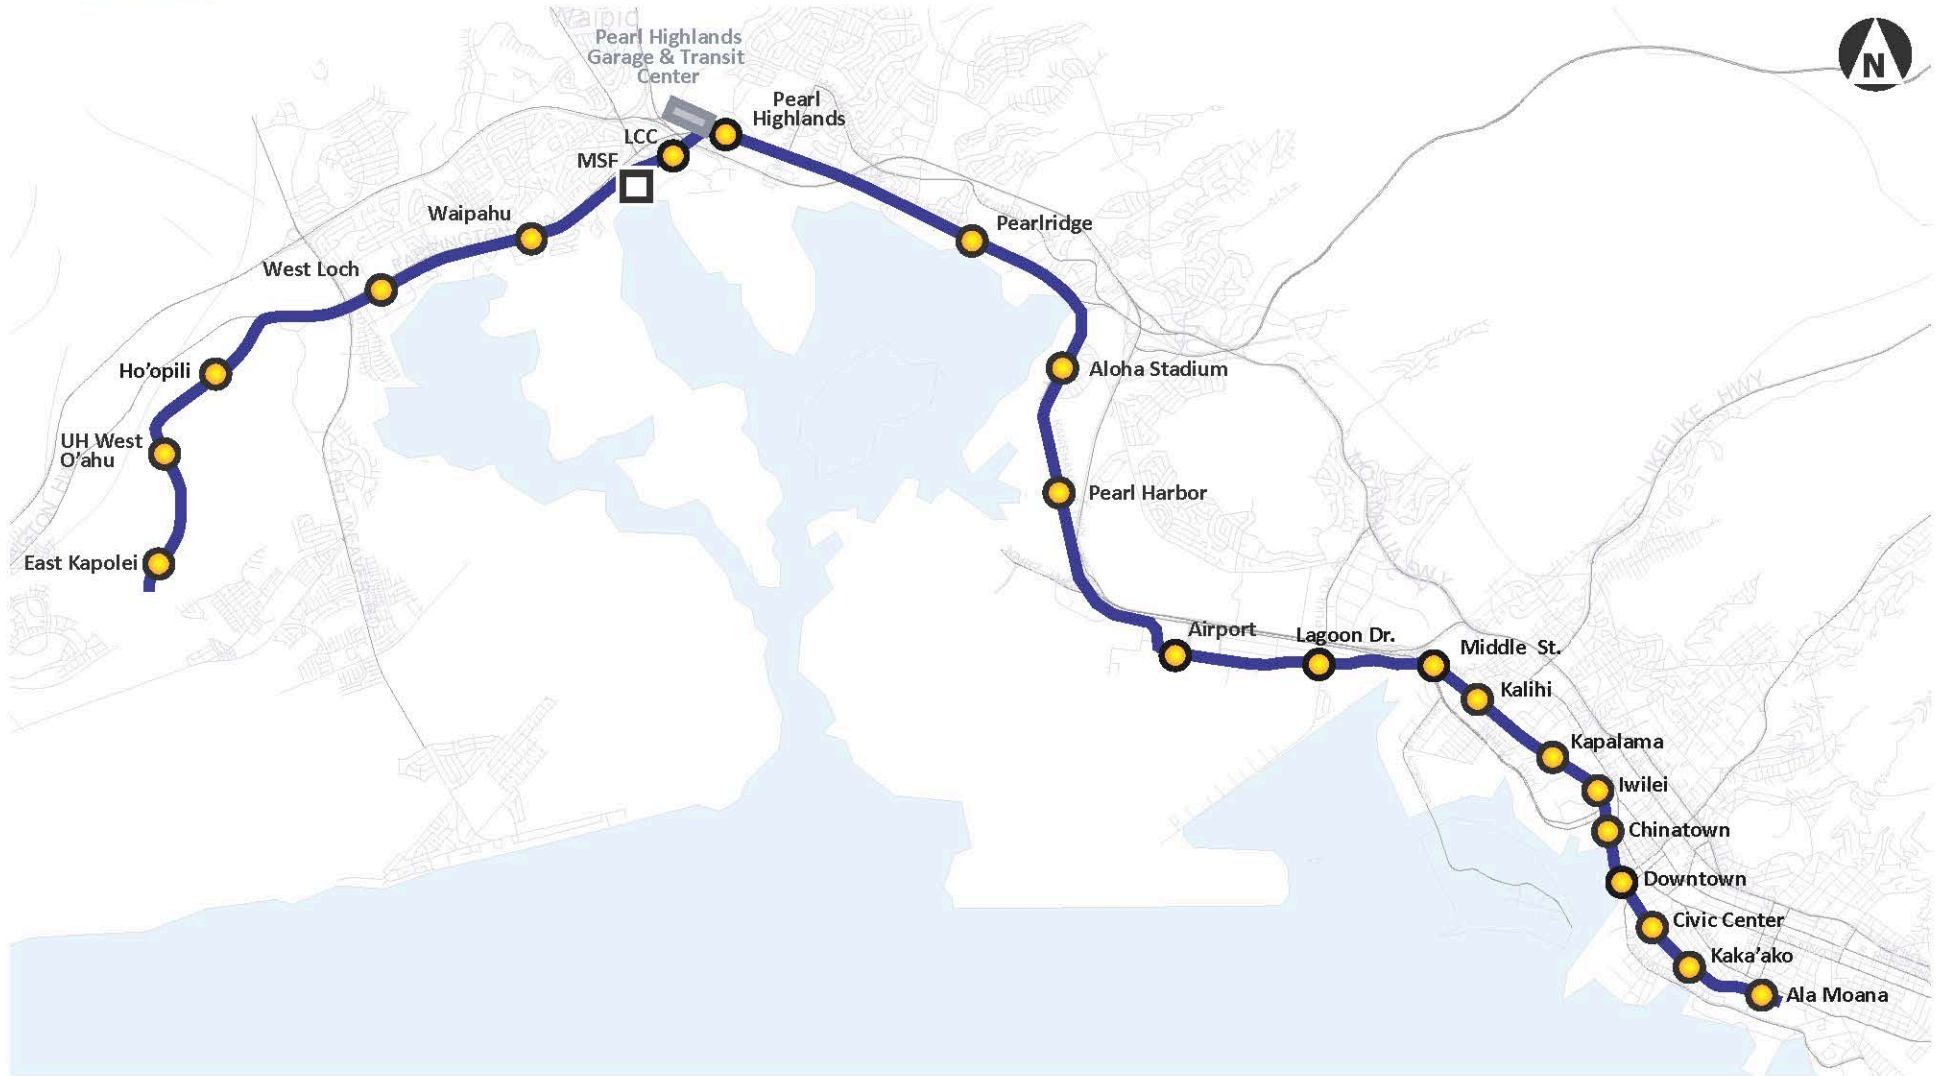 Waipio
Pearl Highlands
Garage & Transit
Center
N
Pearl
Highlands
LCC
MSF
Waipahu
Pearlridge
West Loch
Ho’opili
Aloha Stadium
UH West
O’ahu
Pearl Harbor
East Kapolei
Airport
Lagoon Dr.
Middle St.
Kalihi
Kapalama
Iwilei
Chinatown
Downtown
Civic Center
Kaka’ako
Ala Moana